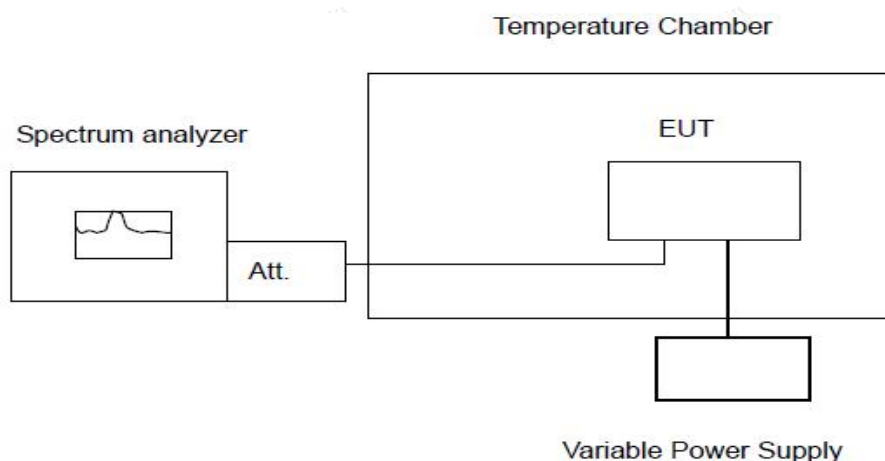 Temperature Chamber
Spectrum analyzer
EUT
Att.
Variable Power Supply